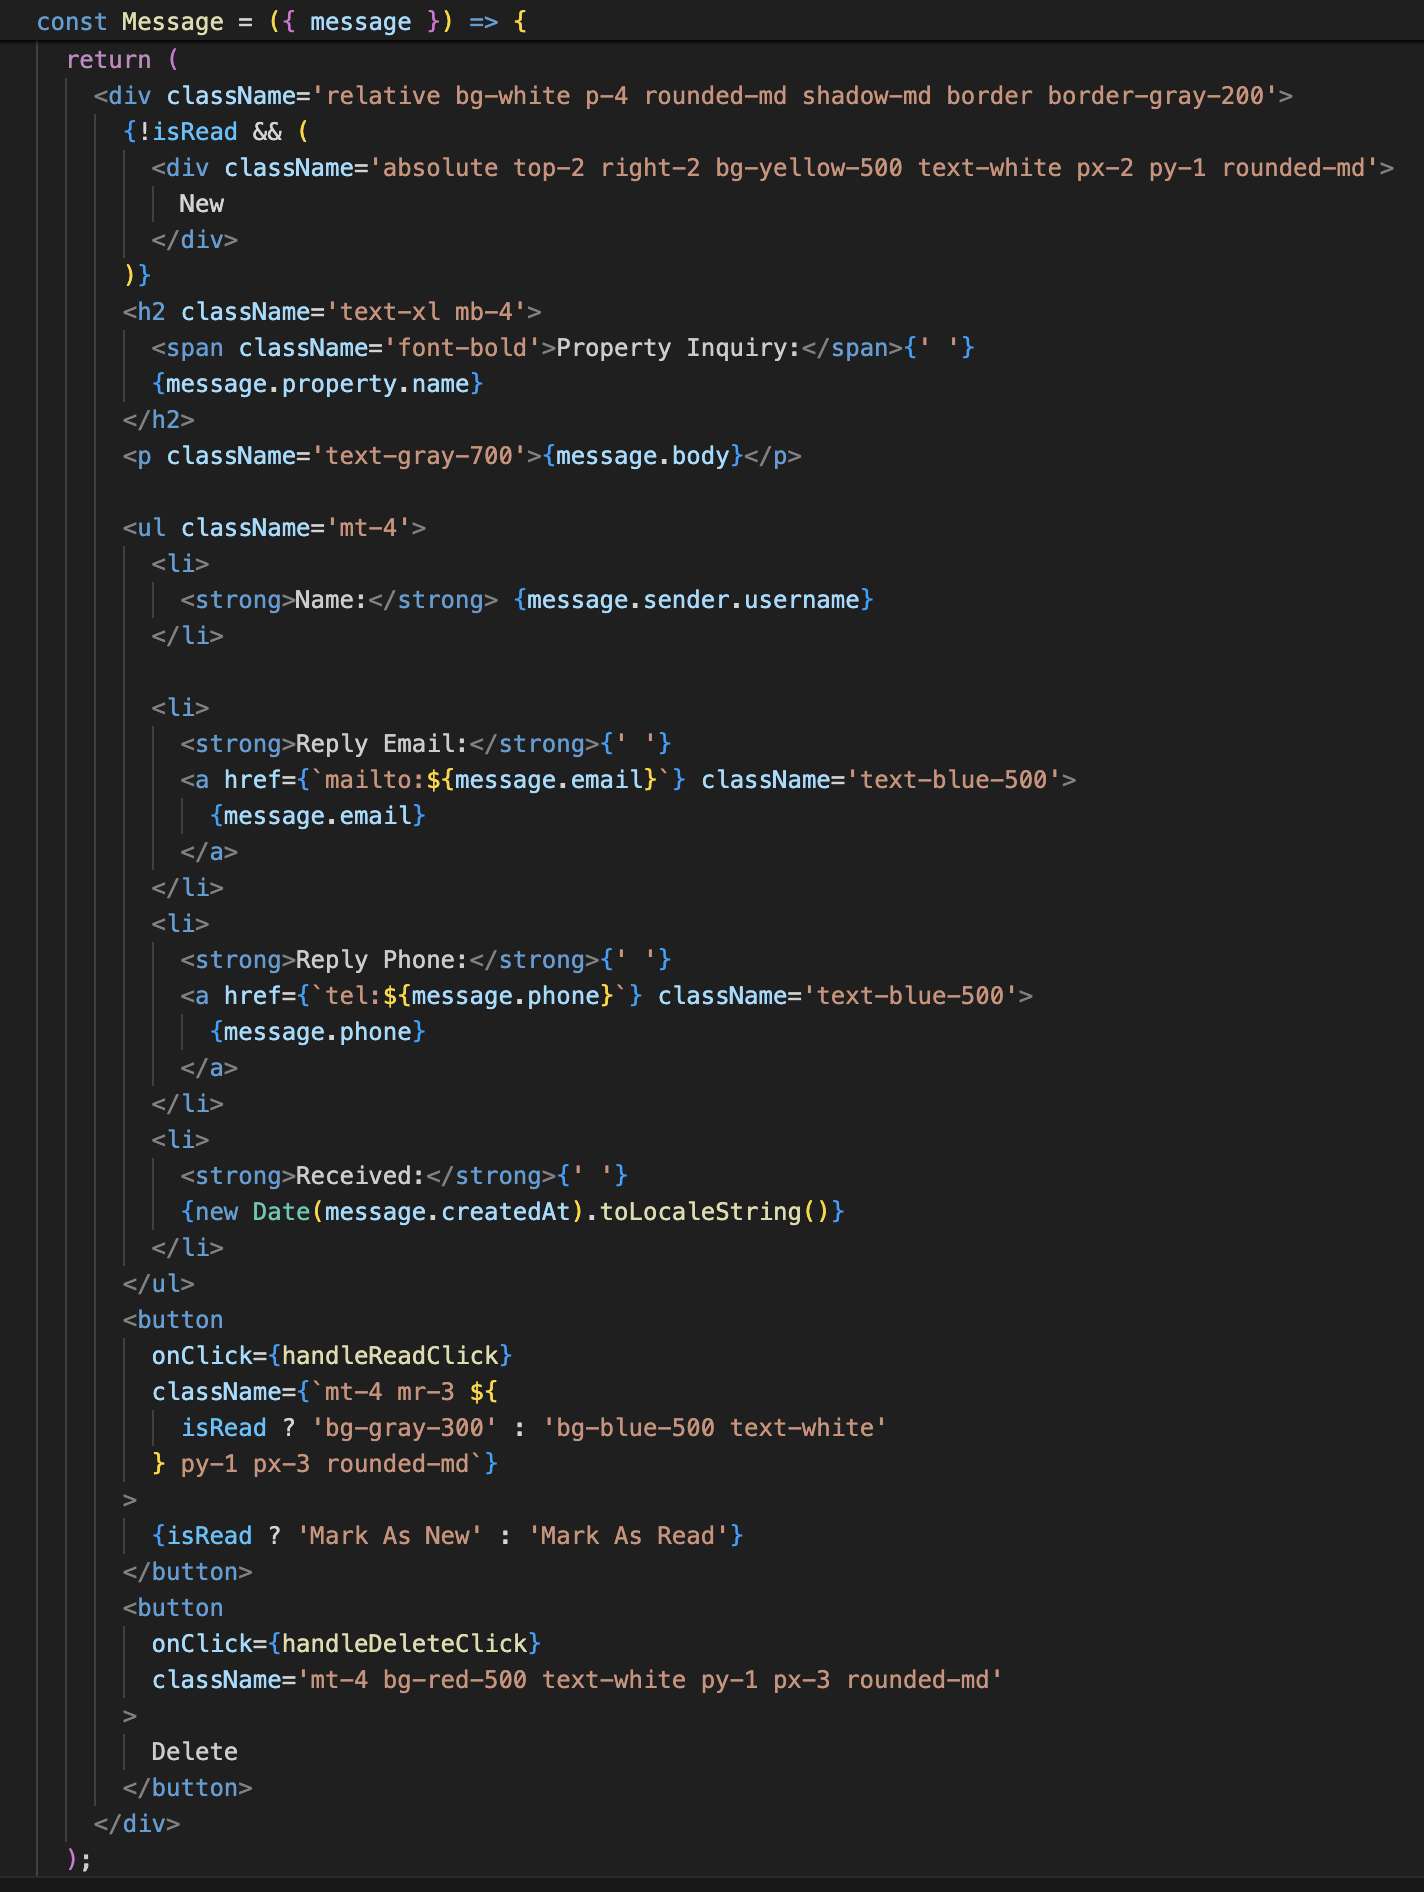 const Message = ({ message }) => {
  return (
    <div className='relative bg-white p-4 rounded-md shadow-md border border-gray-200'>
      {!isRead && (
        <div className='absolute top-2 right-2 bg-yellow-500 text-white px-2 py-1 rounded-md'>
          New
        </div>
      )}
      <h2 className='text-xl mb-4'>
        <span className='font-bold'>Property Inquiry:</span>{' '}
        {message.property.name}
      </h2>
      <p className='text-gray-700'>{message.body}</p>

      <ul className='mt-4'>
        <li>
          <strong>Name:</strong> {message.sender.username}
        </li>

        <li>
          <strong>Reply Email:</strong>{' '}
          <a href={`mailto:${message.email}`} className='text-blue-500'>
            {message.email}
          </a>
        </li>
        <li>
          <strong>Reply Phone:</strong>{' '}
          <a href={`tel:${message.phone}`} className='text-blue-500'>
            {message.phone}
          </a>
        </li>
        <li>
          <strong>Received:</strong>{' '}
          {new Date(message.createdAt).toLocaleString()}
        </li>
      </ul>
      <button
        onClick={handleReadClick}
        className={`mt-4 mr-3 ${
          isRead ? 'bg-gray-300' : 'bg-blue-500 text-white'
        } py-1 px-3 rounded-md`}
      >
        {isRead ? 'Mark As New' : 'Mark As Read'}
      </button>
      <button
        onClick={handleDeleteClick}
        className='mt-4 bg-red-500 text-white py-1 px-3 rounded-md'
      >
        Delete
      </button>
    </div>
  );